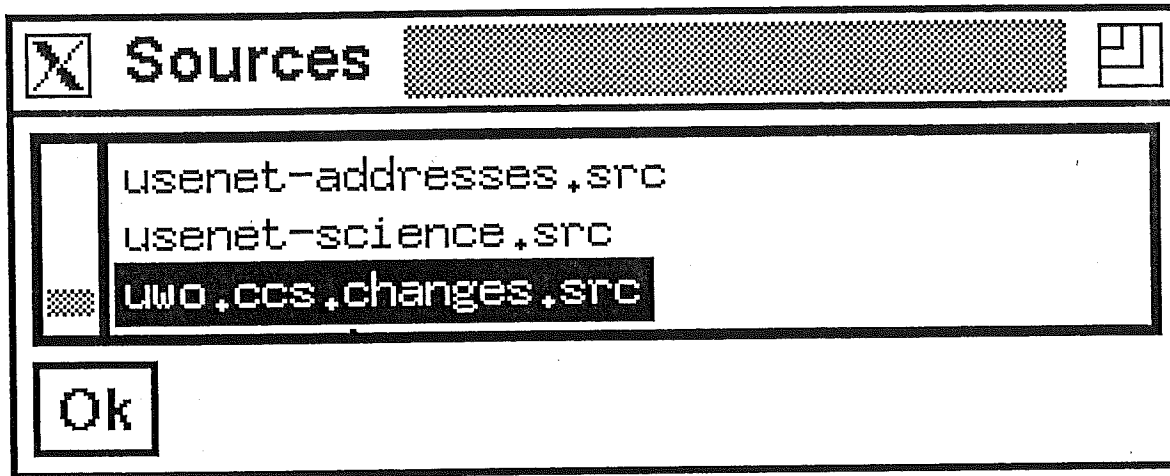 Sources
usenet-addresses.src
usenet-science.src
uwo.ccs.changes.src
Ok